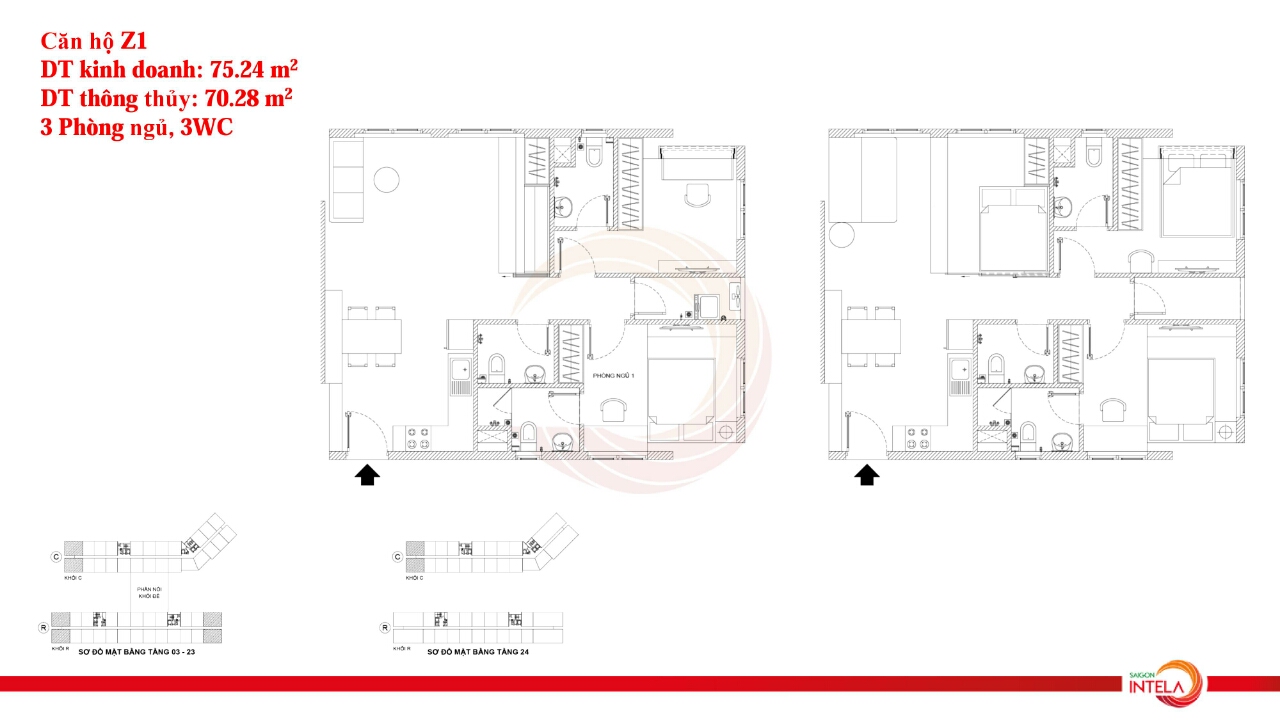 Căn hộ Z1
DT kinh doanh: 75.24 m²
DT thông thủy: 70.28 m²
3 Phòng ngủ, 3WC
PHÒNG NGỦ 1
C
KHỐI C
PHẦN NỐI
KHỐI ĐẾ
R
KHỐI R
SƠ ĐỒ MẶT BẰNG TẦNG 03 - 23
C
KHỐI C
R
KHỐI R
SƠ ĐỒ MẶT BẰNG TẦNG 24
SAIGON
INTELA